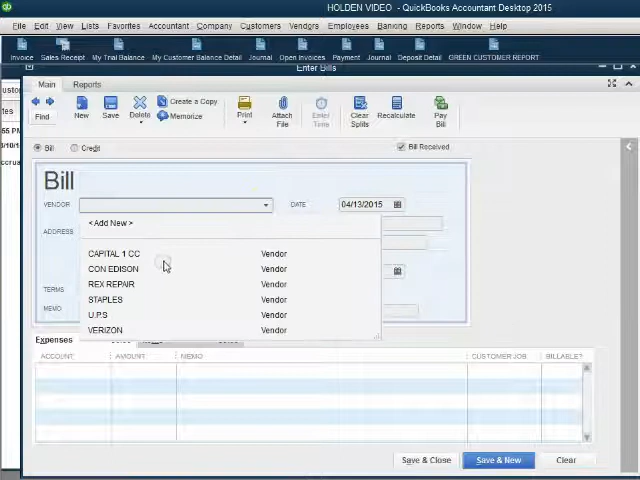 HOLDEN VIDEO - QuickBooks Accountant Desktop 2015
File Edit View Lists Favorites Accountant Company Customers Vendors Employees Banking Reports Window Help
Invoice Sales Receipt My Trial Balance My Customer Balance Detail Journal Open Invoices Payment Journal Deposit Detail GREEN CUSTOMER REPORT
Enter Bills
Main Reports
Find New Save Delete Create a Copy Memorize Print Attach File Enter Time Clear Splits Recalculate Pay Bill
Bill Credit Bill Received
Bill
VENDOR DATE 04/13/2015
< Add New >
ADDRESS
CAPITAL 1 CC Vendor
CON EDISON Vendor
REX REPAIR Vendor
TERMS
STAPLES Vendor
MEMO
U.P.S Vendor
VERIZON Vendor
Expenses
ACCOUNT AMOUNT MEMO CUSTOMER:JOB BILLABLE?
Save & Close Save & New Clear